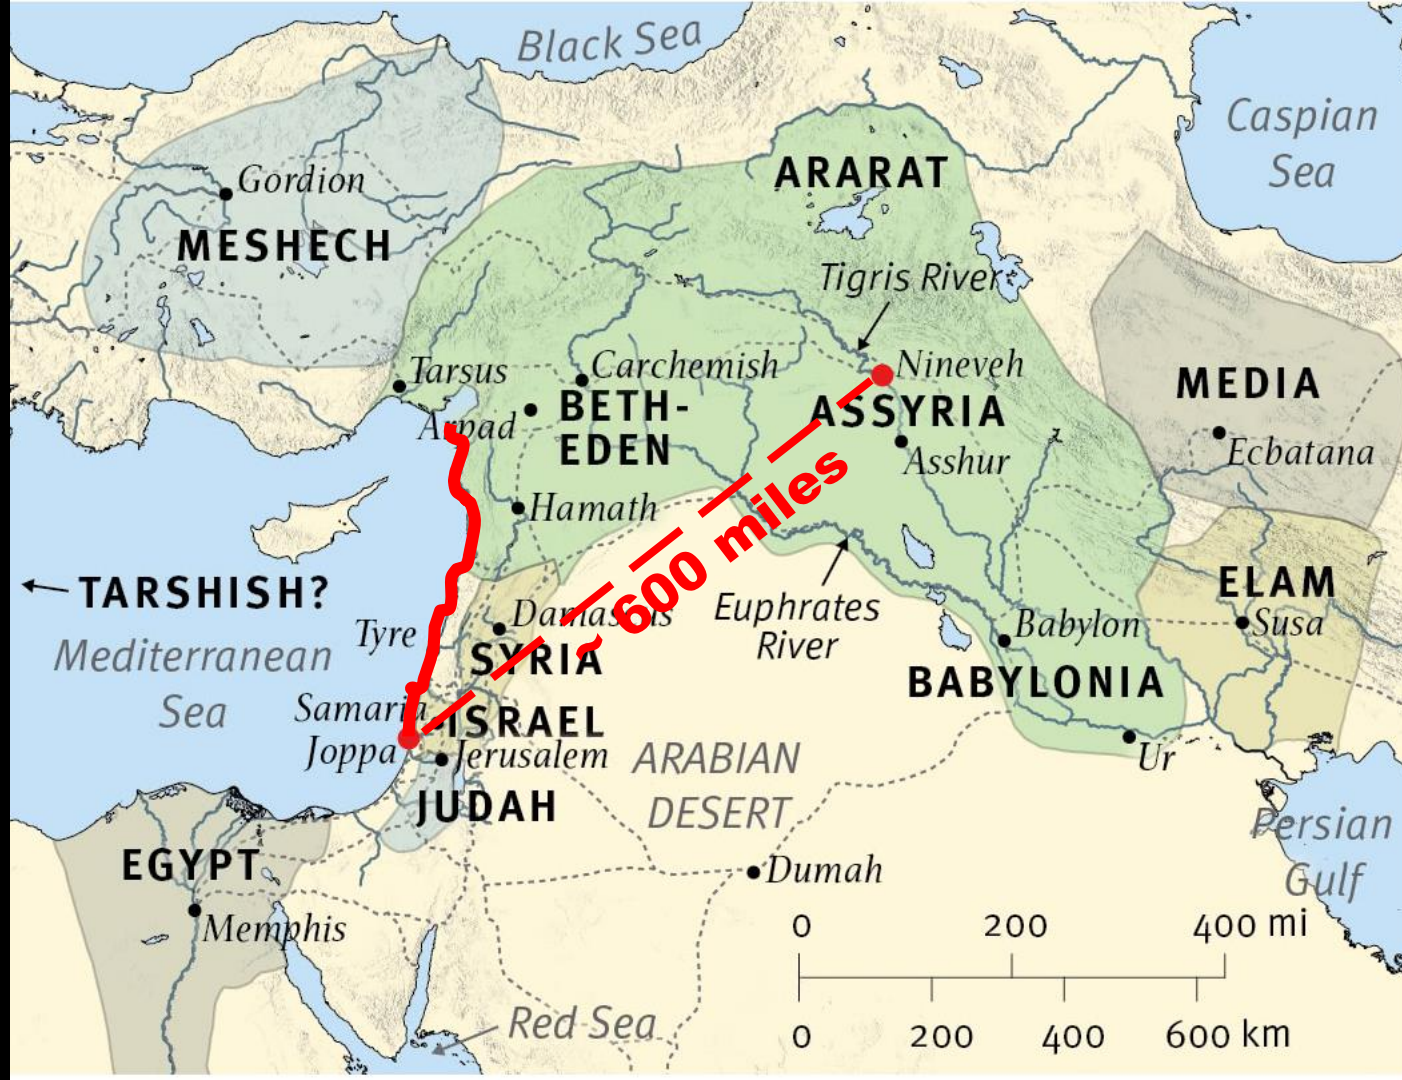 Black Sea
Caspian
Sea
ARARAT
Gordion
MESHECH
Tigris River
Tarsus
Carchemish
Nineveh
MEDIA
Arpad
BETH-
EDEN
ASSYRIA
Ecbatana
Asshur
Hamath
~ 600 miles
TARSHISH?
ELAM
Damascus
Euphrates
River
Tyre
Babylon
Susa
Mediterranean
Sea
SYRIA
BABYLONIA
Samaria
ISRAEL
Joppa
Jerusalem
ARABIAN
DESERT
Ur
JUDAH
Persian
Gulf
EGYPT
Dumah
Memphis
0 200 400 mi
Red Sea
0 200 400 600 km